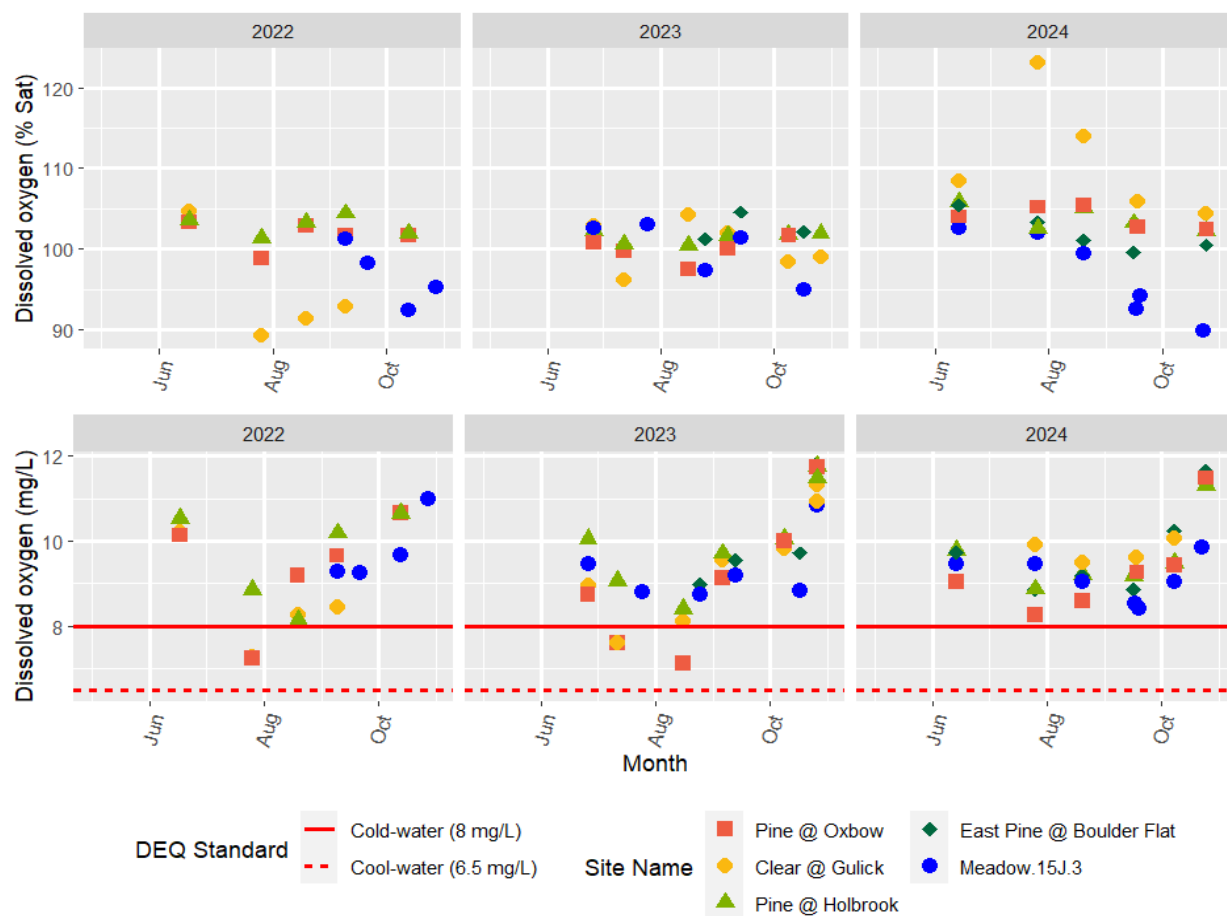 2022 2023 2024
Dissolved oxygen (% Sat)
120
110
100
90
Jun Aug Oct Jun Aug Oct Jun Aug Oct
2022 2023 2024
Dissolved oxygen (mg/L)
12
10
8
Jun Aug Oct Jun Aug Oct Jun Aug Oct
Month
DEQ Standard
Cold-water (8 mg/L)
Cool-water (6.5 mg/L)
Site Name
Pine @ Oxbow
Clear @ Gulick
Pine @ Holbrook
East Pine @ Boulder Flat
Meadow.15J.3